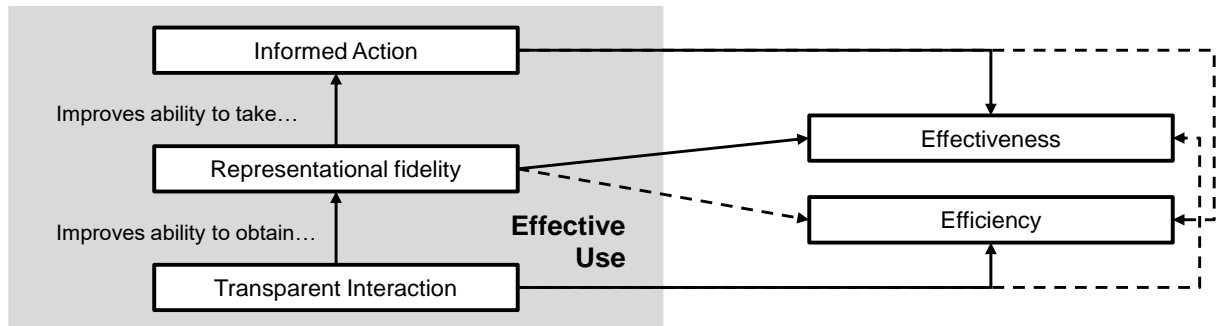 Informed Action
Improves ability to take…
Effectiveness
Representational fidelity
Efficiency
Improves ability to obtain…
Effective
Use
Transparent Interaction